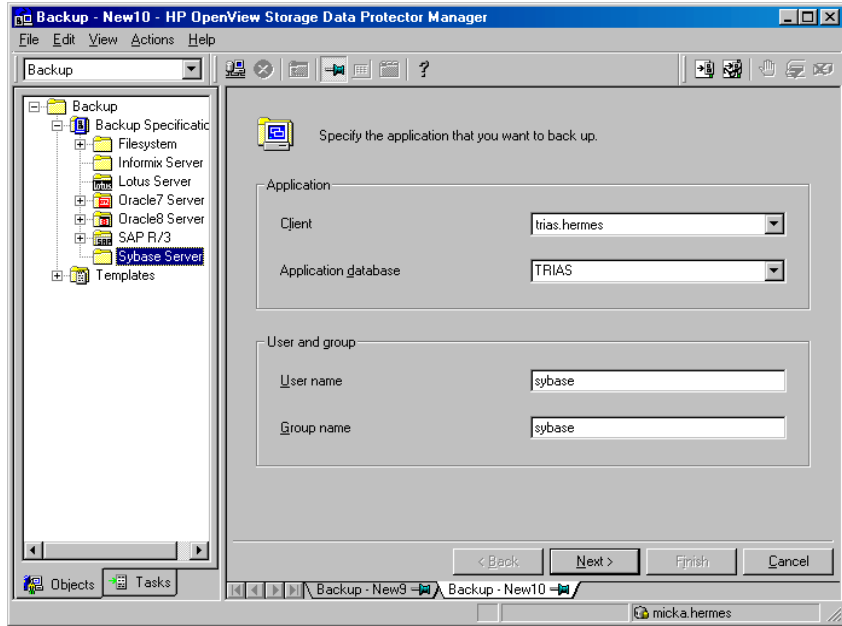 Backup - New10 - HP OpenView Storage Data Protector Manager
File Edit View Actions Help
Backup
?
Backup
Backup Specificatic
Filesystem
Informix Server
Lotus Server
Oracle7 Server
Oracle8 Server
SAP R/3
Sybase Server
Templates
Objects
Tasks
Specify the application that you want to back up.
Application
Client
trias.hermes
Application database
TRIAS
User and group
User name
sybase
Group name
sybase
< Back
Next >
Finish
Cancel
Backup - New9
Backup - New10
micka.hermes